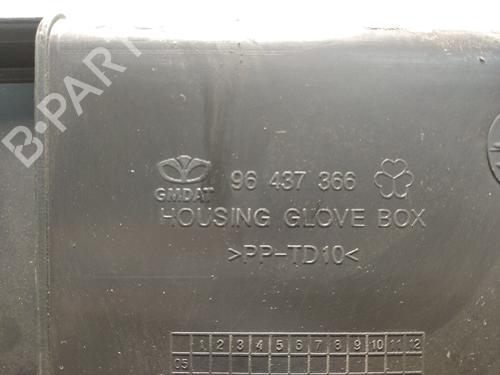 B-PARTS
GMDAT 96 437 366
HOUSING GLOVE BOX
>PP-TD10<
1 2 3 4 5 6 7 8 9 10 11 12
05